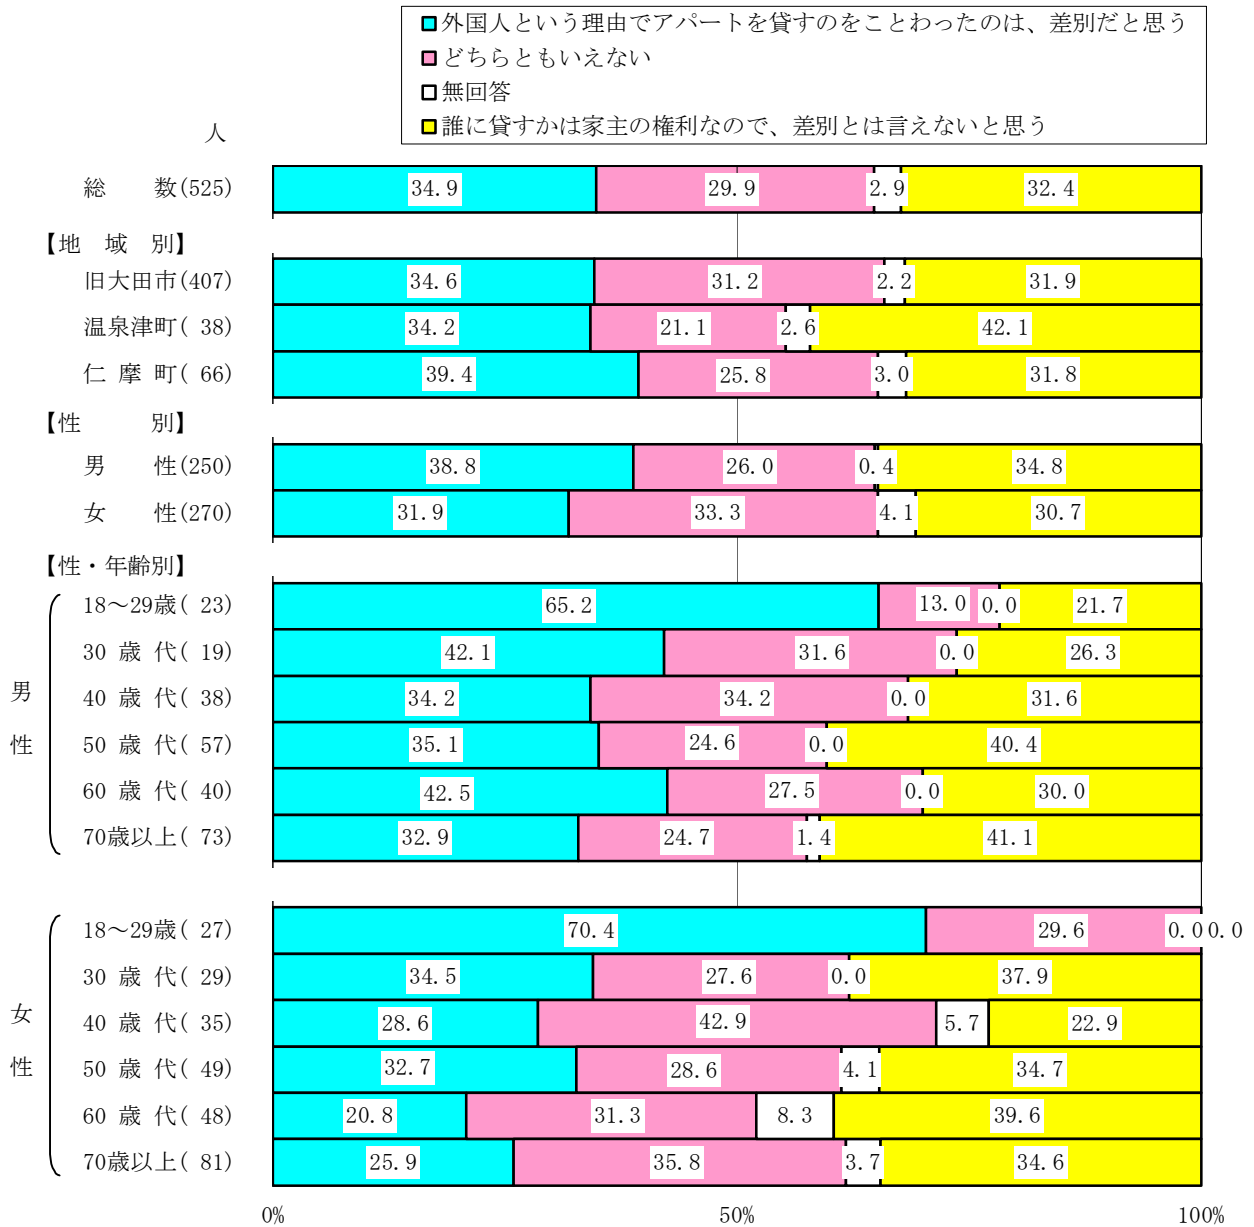 外国人という理由でアパートを貸すのをことわったのは、差別だと思う
どちらともいえない
無回答
誰に貸すかは家主の権利なので、差別とは言えないと思う
人
総　　数(525) 34.9 29.9 2.9 32.4
【地　域　別】
旧大田市(407) 34.6 31.2 2.2 31.9
温泉津町( 38) 34.2 21.1 2.6 42.1
仁 摩 町( 66) 39.4 25.8 3.0 31.8
【性　　　別】
男　　性(250) 38.8 26.0 0.4 34.8
女　　性(270) 31.9 33.3 4.1 30.7
【性・年齢別】
男性
18～29歳( 23) 65.2 13.0 0.0 21.7
30 歳 代( 19) 42.1 31.6 0.0 26.3
40 歳 代( 38) 34.2 34.2 0.0 31.6
50 歳 代( 57) 35.1 24.6 0.0 40.4
60 歳 代( 40) 42.5 27.5 0.0 30.0
70歳以上( 73) 32.9 24.7 1.4 41.1
女性
18～29歳( 27) 70.4 29.6 0.0 0.0
30 歳 代( 29) 34.5 27.6 0.0 37.9
40 歳 代( 35) 28.6 42.9 5.7 22.9
50 歳 代( 49) 32.7 28.6 4.1 34.7
60 歳 代( 48) 20.8 31.3 8.3 39.6
70歳以上( 81) 25.9 35.8 3.7 34.6
0% 50% 100%